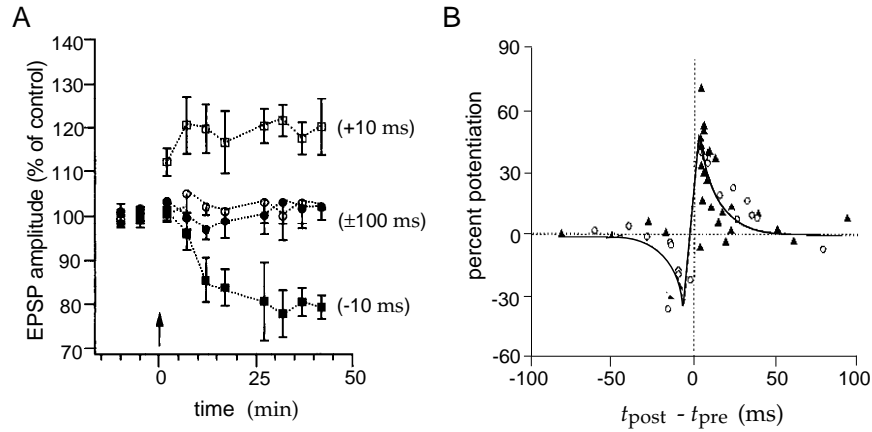 A
EPSP amplitude (% of control)
140
130
120
110
100
90
80
70
(+10 ms)
(±100 ms)
(-10 ms)
0
25
50
time (min)
B
percent potentiation
90
60
30
0
-30
-60
-100
-50
0
50
100
tpost - tpre (ms)